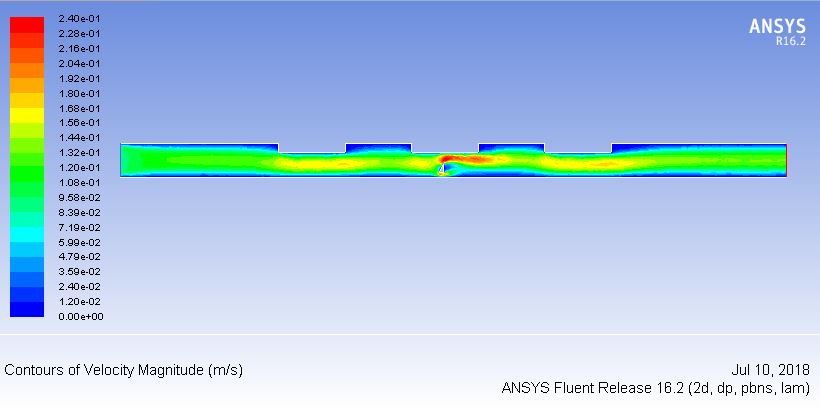 2.40e-01
2.28e-01
2.16e-01
2.04e-01
1.92e-01
1.80e-01
1.68e-01
1.56e-01
1.44e-01
1.32e-01
1.20e-01
1.08e-01
9.58e-02
8.39e-02
7.19e-02
5.99e-02
4.79e-02
3.59e-02
2.40e-02
1.20e-02
0.00e+00
ANSYS
R16.2
Contours of Velocity Magnitude (m/s)
Jul 10, 2018
ANSYS Fluent Release 16.2 (2d, dp, pbns, lam)